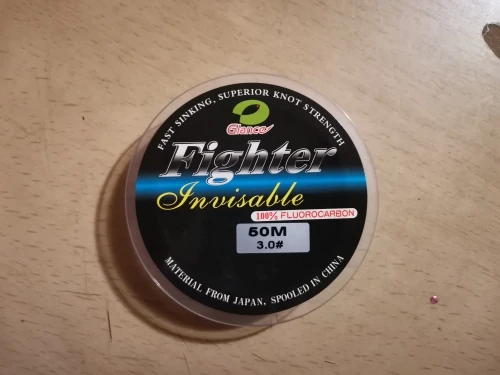 FAST SINKING, SUPERIOR KNOT STRENGTH
Glance
Fighter
Invisable
100% FLUOROCARBON
50M
3.0#
MATERIAL FROM JAPAN, SPOOLED IN CHINA